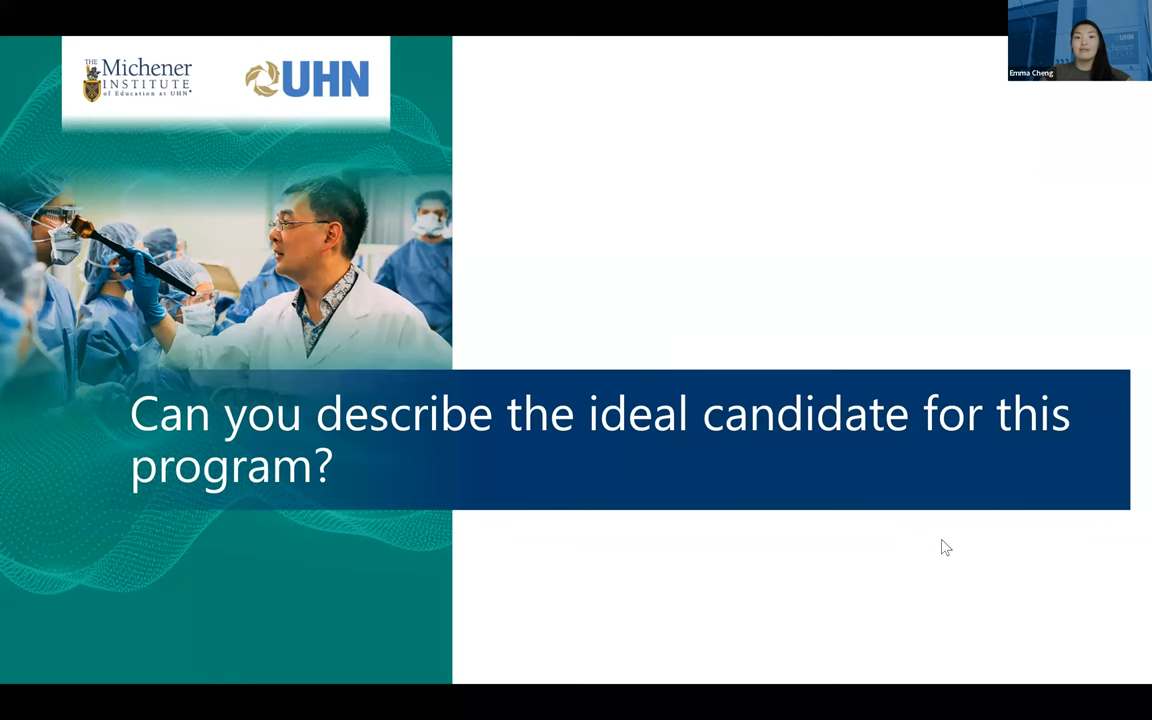 THE
Michener
INSTITUTE
of Education at UHN
UHN
Emma Cheng
UHN
Can you describe the ideal candidate for this
program?